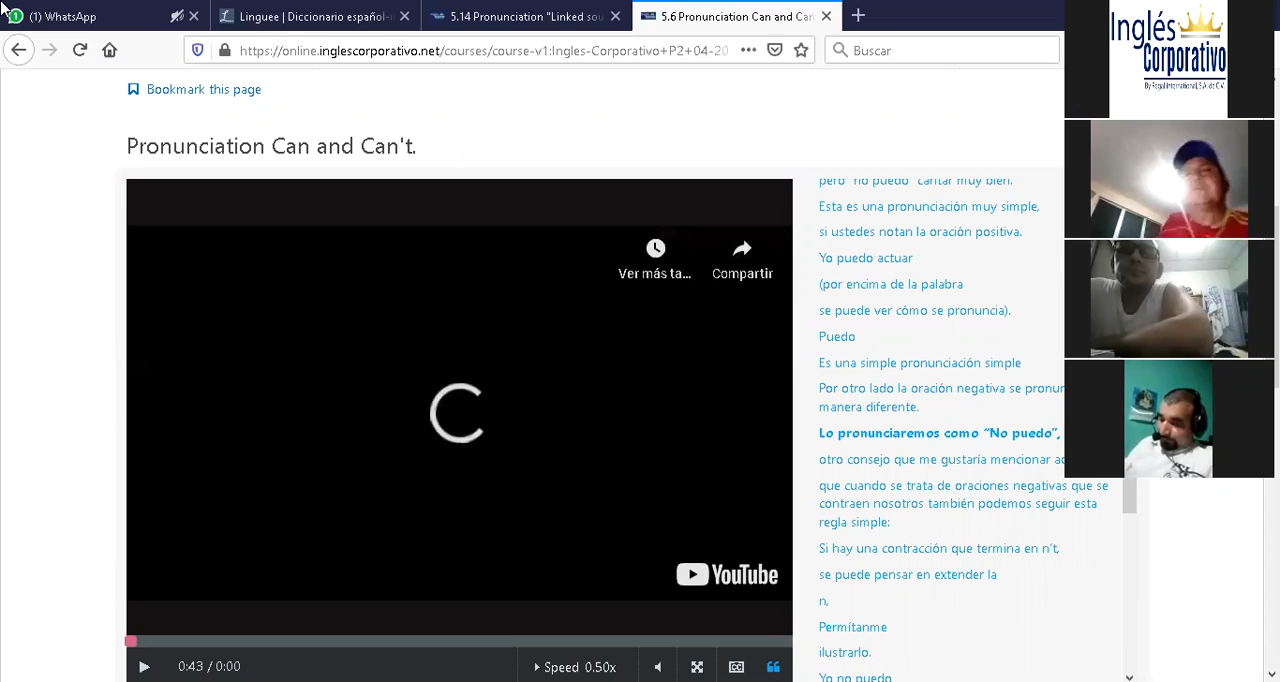 (1) WhatsApp
Linguee | Diccionario español-
5.14 Pronunciation "Linked sou
5.6 Pronunciation Can and Can
https://online.inglescorporativo.net/courses/course-v1:Ingles-Corporativo+P2+04-20
Buscar
Inglés
Corporativo
By Regal International, S.A. de C.V.
Bookmark this page
Pronunciation Can and Can't.
Ver más ta...
Compartir
YouTube
0:43 / 0:00
Speed 0.50x
pero "no puedo" cantar muy bien.
Esta es una pronunciación muy simple,
si ustedes notan la oración positiva.
Yo puedo actuar
(por encima de la palabra
se puede ver cómo se pronuncia).
Puedo
Es una simple pronunciación simple
Por otro lado la oración negativa se pronun
manera diferente.
Lo pronunciaremos como "No puedo",
otro consejo que me gustaría mencionar ac
que cuando se trata de oraciones negativas que se
contraen nosotros también podemos seguir esta
regla simple:
Si hay una contracción que termina en n't,
se puede pensar en extender la
n,
Permítanme
ilustrarlo.
Yo no puedo